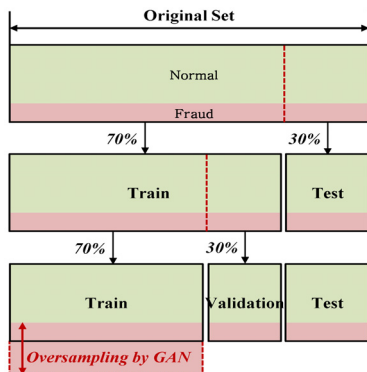 Original Set
Normal
Fraud
70%
30%
Train
Test
70%
30%
Train
Validation
Test
Oversampling by GAN